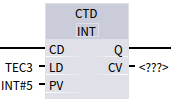 CTD
INT
CD Q
TEC3 LD CV <???>
INT#5 PV